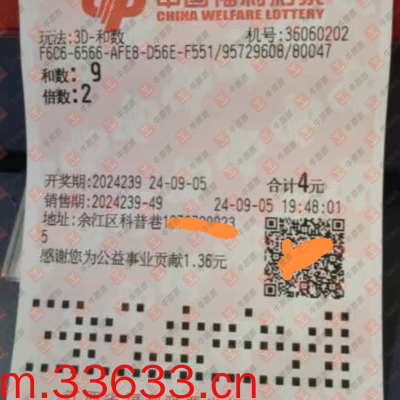 中国福利彩票
CHINA WELFARE LOTTERY
玩法:3D-和数 机号:36060202
F6C6-6566-AFE8-D56E-F551/95729608/80047
和数: 9
倍数:2
开奖期:2024239 24-09-05 合计4元
销售期:2024239-49 24-09-05 19:48:01
地址:余江区科普巷
5
感谢您为公益事业贡献1.36元
m.33633.cn